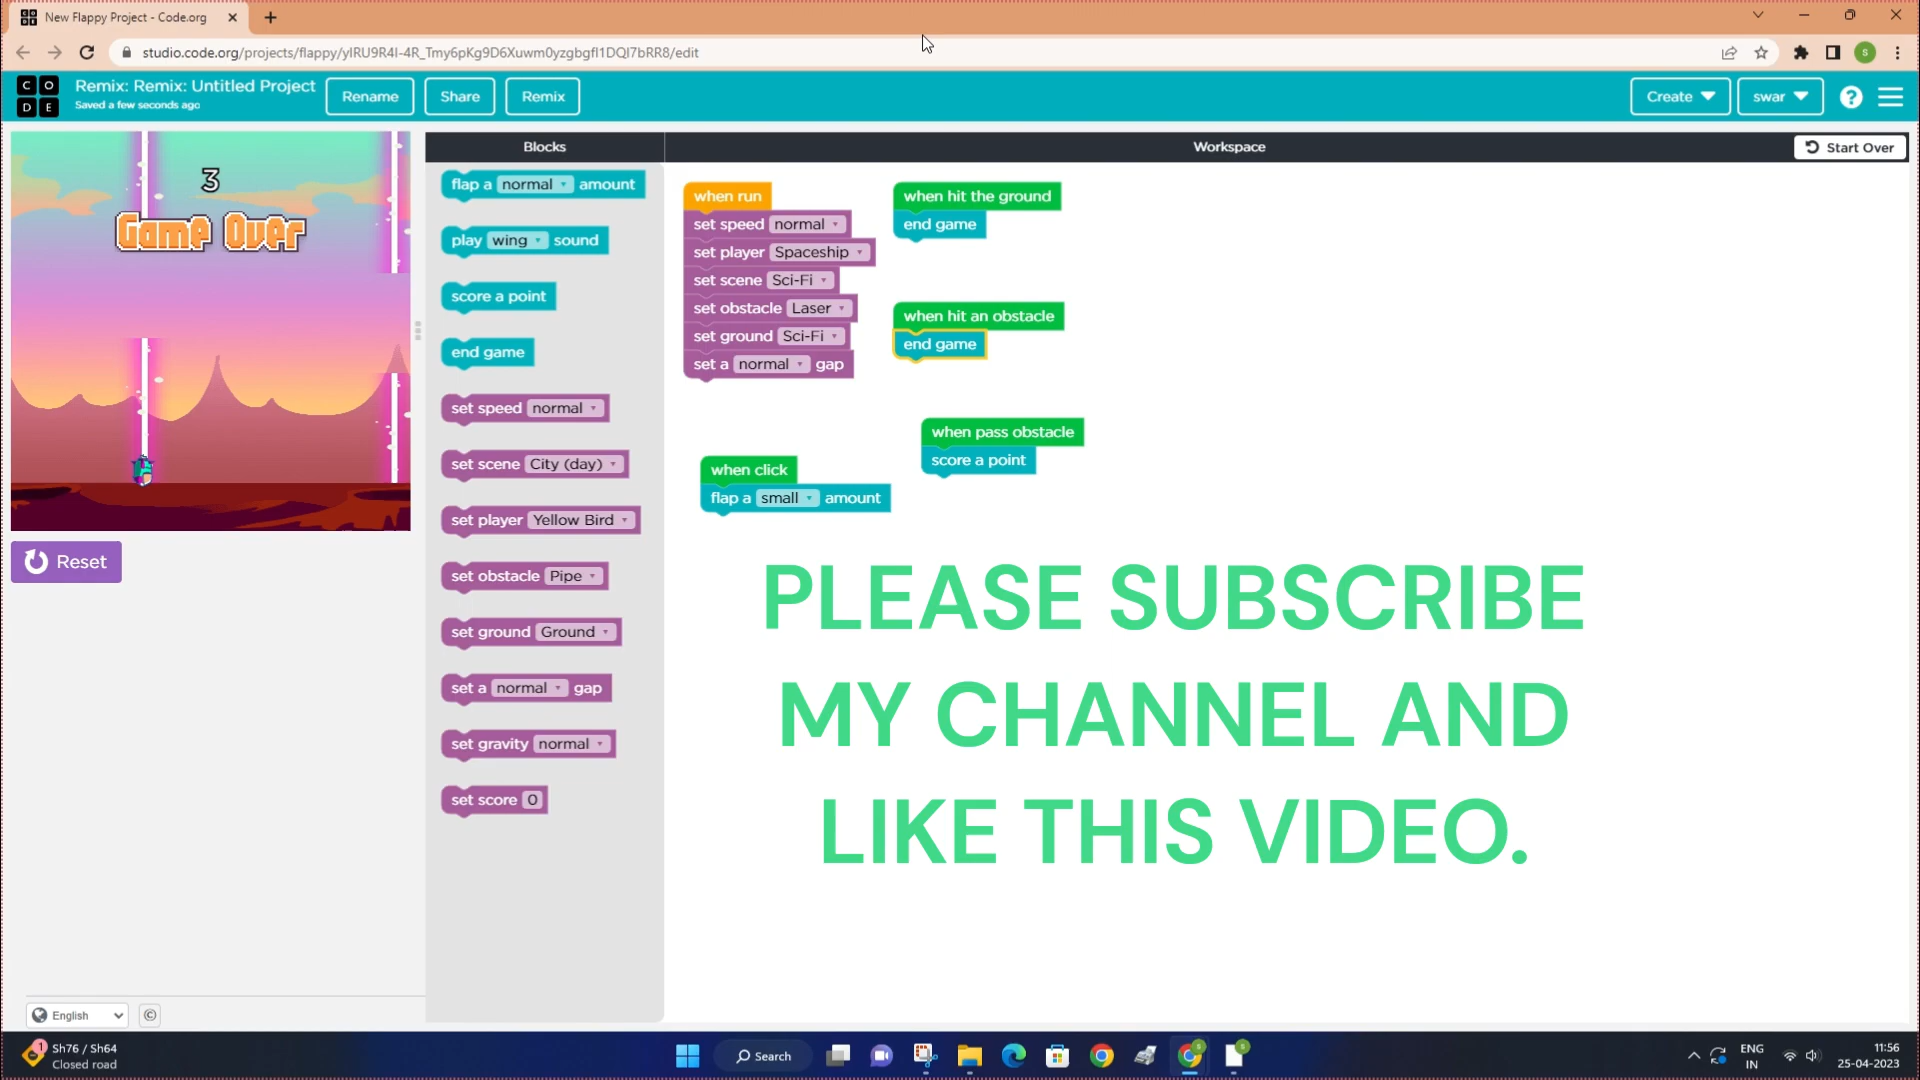 New Flappy Project - Code.org
studio.code.org/projects/flappy/yIRU9R4I-4R_Tmy6pKg9D6Xuwm0yzgbgfI1DQI7bRR8/edit
S
C O
D E
Remix: Remix: Untitled Project
Saved a few seconds ago
Rename
Share
Remix
Create
swar
?
3
Game Over
Reset
Blocks
flap a normal amount
play wing sound
score a point
end game
set speed normal
set scene City (day)
set player Yellow Bird
set obstacle Pipe
set ground Ground
set a normal gap
set gravity normal
set score 0
Workspace
Start Over
when run
set speed normal
set player Spaceship
set scene Sci-Fi
set obstacle Laser
set ground Sci-Fi
set a normal gap
when hit the ground
end game
when hit an obstacle
end game
when pass obstacle
score a point
when click
flap a small amount
PLEASE SUBSCRIBE
MY CHANNEL AND
LIKE THIS VIDEO.
English
©
1
Sh76 / Sh64
Closed road
Search
ENG
IN
11:56
25-04-2023